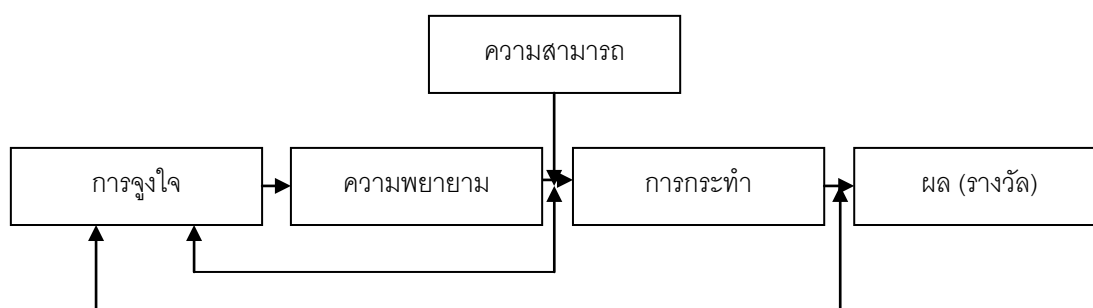 ความสามารถ
การจูงใจ
ความพยายาม
การกระทำ
ผล (รางวัล)